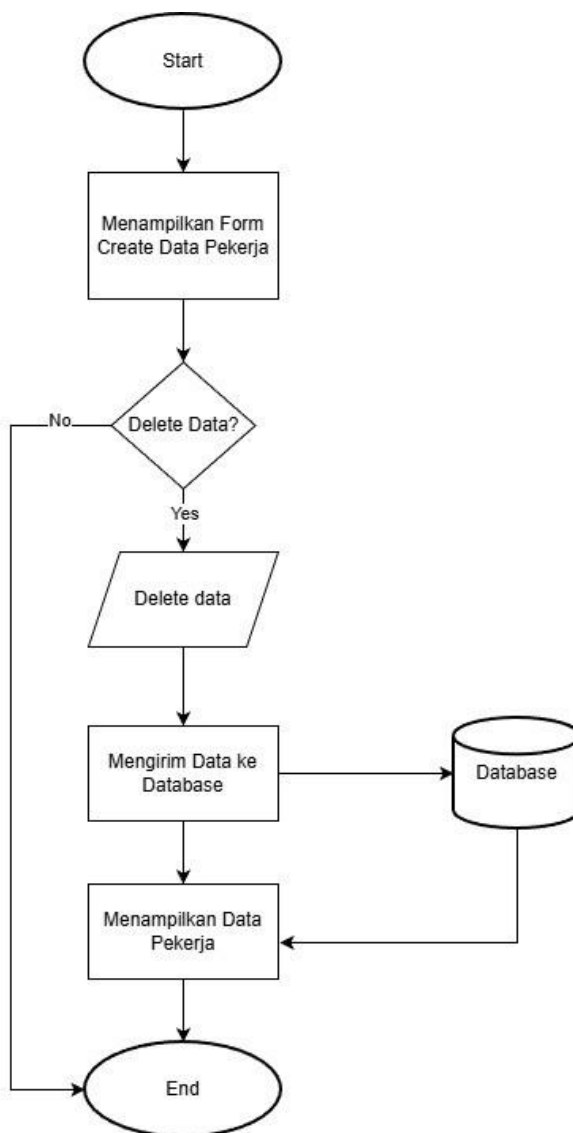 Start
Menampilkan Form
Create Data Pekerja
Delete Data?
No
Yes
Delete data
Mengirim Data ke
Database
Database
Menampilkan Data
Pekerja
End